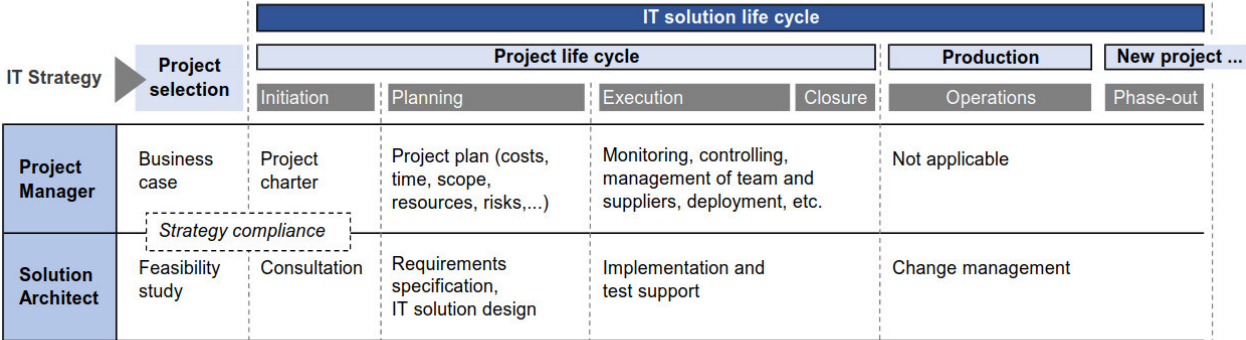 IT solution life cycle
IT Strategy
Project
selection
Project life cycle
Production
New project ...
Initiation
Planning
Execution
Closure
Operations
Phase-out
Project
Manager
Business
case
Project
charter
Project plan (costs,
time, scope,
resources, risks,...)
Monitoring, controlling,
management of team and
suppliers, deployment, etc.
Not applicable
Strategy compliance
Solution
Architect
Feasibility
study
Consultation
Requirements
specification,
IT solution design
Implementation and
test support
Change management